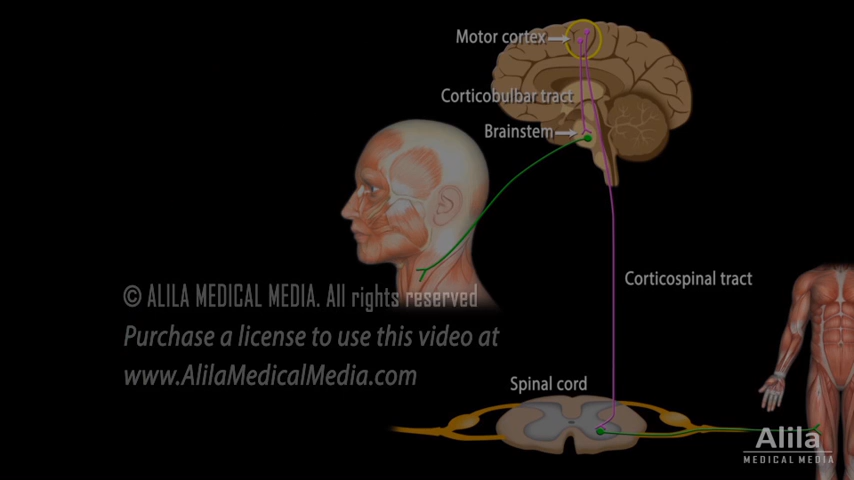 Motor cortex
Corticobulbar tract
Brainstem
Corticospinal tract
© ALILA MEDICAL MEDIA. All rights reserved
Purchase a license to use this video at
www.AlilaMedicalMedia.com
Spinal cord
Alila
MEDICAL MEDIA